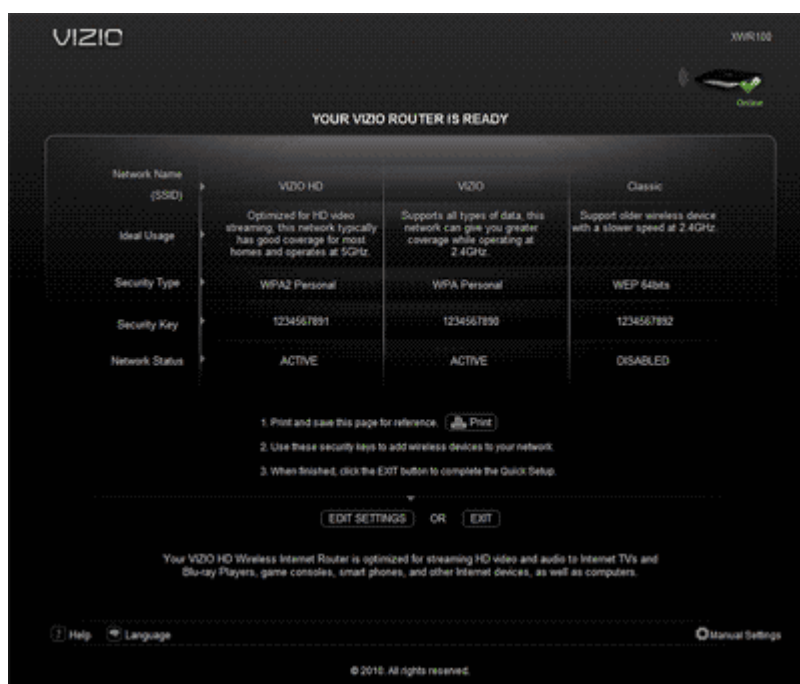 VIZIO
XWR100
Online
YOUR VIZIO ROUTER IS READY
Network Name
(SSID)
VIZIO HD
VIZIO
Classic
Ideal Usage
Optimized for HD video
streaming, this network typically
has good coverage for most
homes and operates at 5GHz.
Supports all types of data, this
network can give you greater
coverage while operating at
2.4GHz.
Support older wireless device
with a slower speed at 2.4GHz.
Security Type
WPA2 Personal
WPA Personal
WEP 64bits
Security Key
1234567891
1234567890
1234567892
Network Status
ACTIVE
ACTIVE
DISABLED
1. Print and save this page for reference. Print
2. Use these security keys to add wireless devices to your network.
3. When finished, click the EXIT button to complete the Quick Setup.
EDIT SETTINGS OR EXIT
Your VIZIO HD Wireless Internet Router is optimized for streaming HD video and audio to Internet TVs and
Blu-ray Players, game consoles, smart phones, and other Internet devices, as well as computers.
? Help Language
Manual Settings
© 2010. All rights reserved.